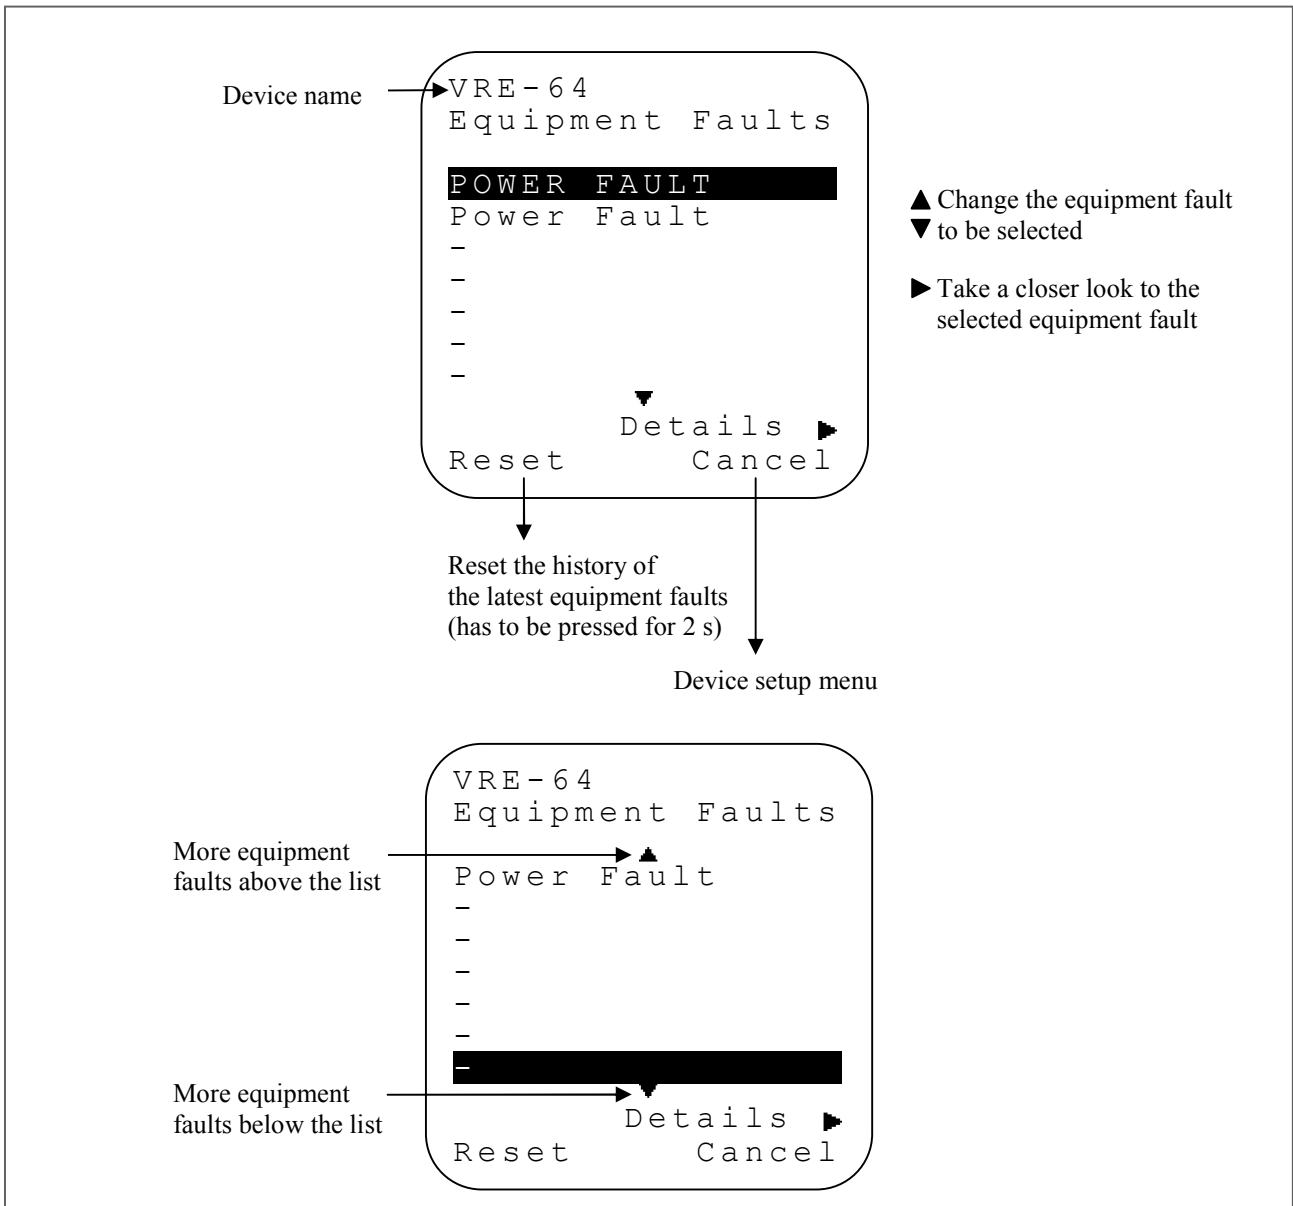 Device name
VRE-64
Equipment Faults
POWER FAULT
Power Fault
-
-
-
-
-
Details
Reset Cancel
▲ Change the equipment fault
▼ to be selected
▶ Take a closer look to the
selected equipment fault
Reset the history of
the latest equipment faults
(has to be pressed for 2 s)
Device setup menu
VRE-64
Equipment Faults
More equipment
faults above the list
Power Fault
-
-
-
-
-
-
More equipment
faults below the list
Details
Reset Cancel